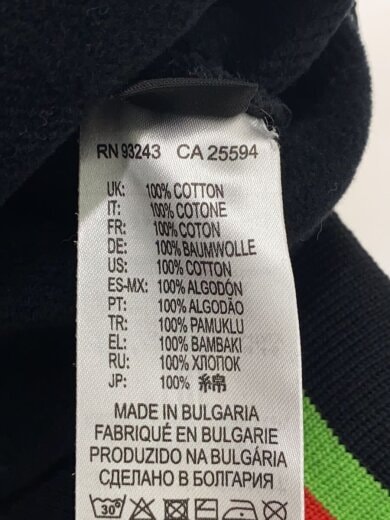 RN 93243 CA 25594
UK: 100% COTTON
IT: 100% COTONE
FR: 100% COTON
DE: 100% BAUMWOLLE
US: 100% COTTON
ES-MX: 100% ALGODÓN
PT: 100% ALGODÃO
TR: 100% PAMUKLU
EL: 100% BAMBAKI
RU: 100% ХЛОПОК
JP: 100% 綿
MADE IN BULGARIA
FABRIQUÉ EN BULGARIE
PRODUZIDO NA BULGÁRIA
СДЕЛАНО В БОЛГАРИЯ
30°